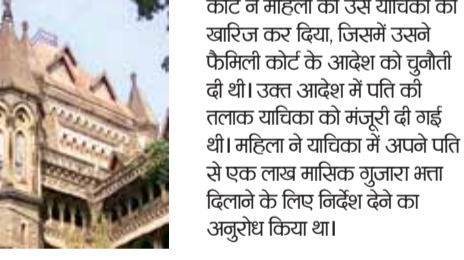 कोर्ट ने महिला की उस याचिका को
खारिज कर दिया, जिसमें उसने
फैमिली कोर्ट के आदेश को चुनौती
दी थी। उक्त आदेश में पति की
तलाक याचिका को मंजूरी दी गई
थी। महिला ने याचिका में अपने पति
से एक लाख मासिक गुजारा भत्ता
दिलाने के लिए निर्देश देने का
अनुरोध किया था।